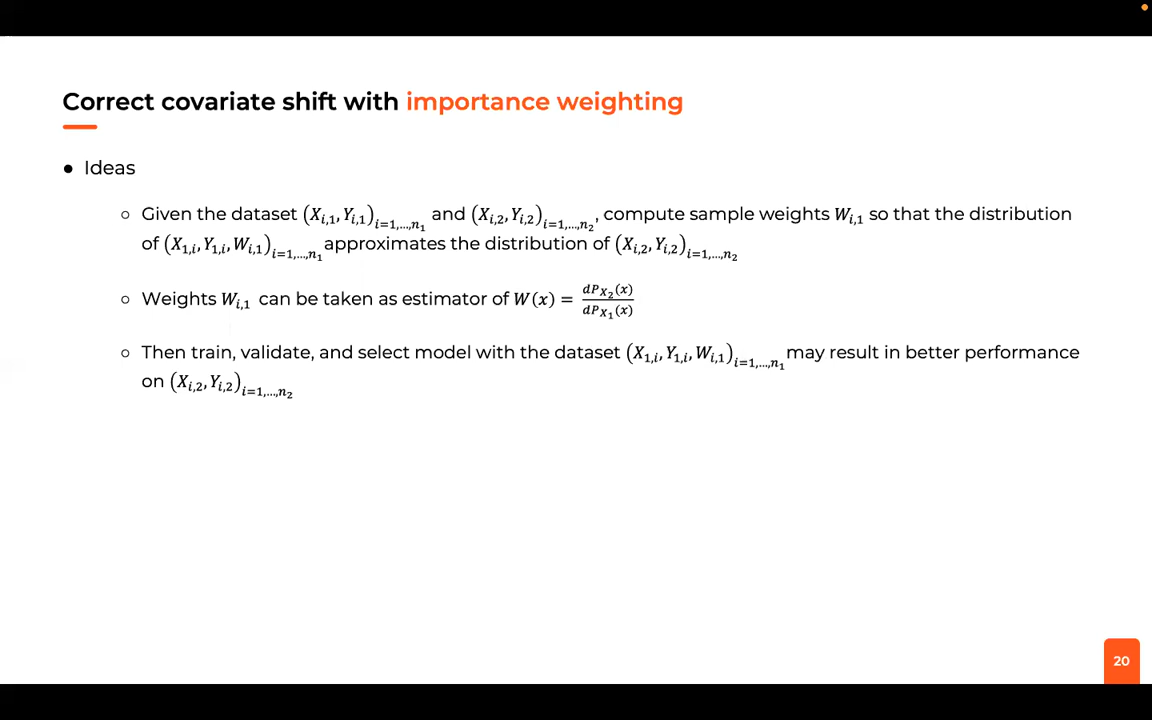 Correct covariate shift with importance weighting
● Ideas
○ Given the dataset (X_{i,1}, Y_{i,1})_{i=1,…,n_1} and (X_{i,2}, Y_{i,2})_{i=1,…,n_2}, compute sample weights W_{i,1} so that the distribution
of (X_{1,i}, Y_{1,i}, W_{i,1})_{i=1,…,n_1} approximates the distribution of (X_{i,2}, Y_{i,2})_{i=1,…,n_2}
○ Weights W_{i,1} can be taken as estimator of W(x) = \frac{dP_{X_2}(x)}{dP_{X_1}(x)}
○ Then train, validate, and select model with the dataset (X_{1,i}, Y_{1,i}, W_{i,1})_{i=1,…,n_1} may result in better performance
on (X_{i,2}, Y_{i,2})_{i=1,…,n_2}
20